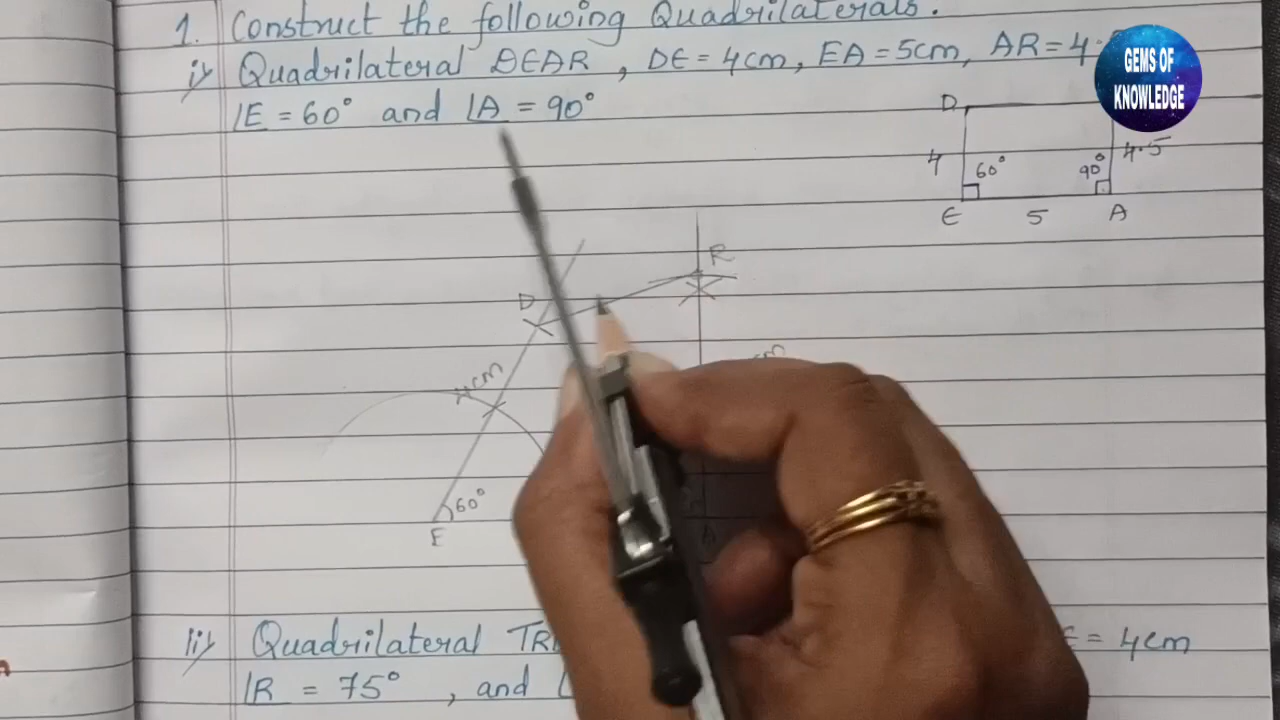 1. Construct the following Quadrilaterals.
i) Quadrilateral DEAR, DE = 4cm, EA = 5cm, AR = 4.
∠E = 60° and ∠A = 90°
GEMS OF
KNOWLEDGE
D
4
60°
90°
4.5
E
5
A
R
D
4cm
cm
60°
E
A
ii) Quadrilateral = 4cm
∠R = 75°, and